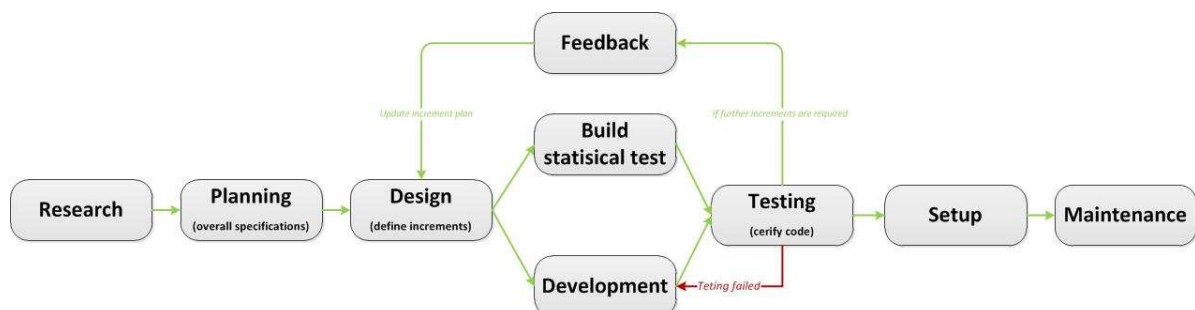 Feedback
Update increment plan
If further increments are required
Build
statisical test
Research
Planning
(overall specifications)
Design
(define increments)
Testing
(cerify code)
Setup
Maintenance
Development
Teting failed